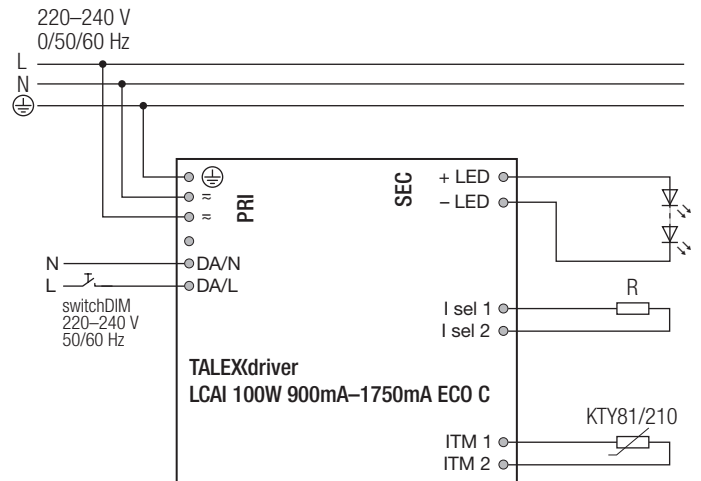 220–240 V
0/50/60 Hz
L
N
PRI
≂
≂
SEC
+ LED
– LED
N
DA/N
L
DA/L
switchDIM
220–240 V
50/60 Hz
I sel 1
I sel 2
R
TALEXdriver
LCAI 100W 900mA–1750mA ECO C
KTY81/210
ITM 1
ITM 2